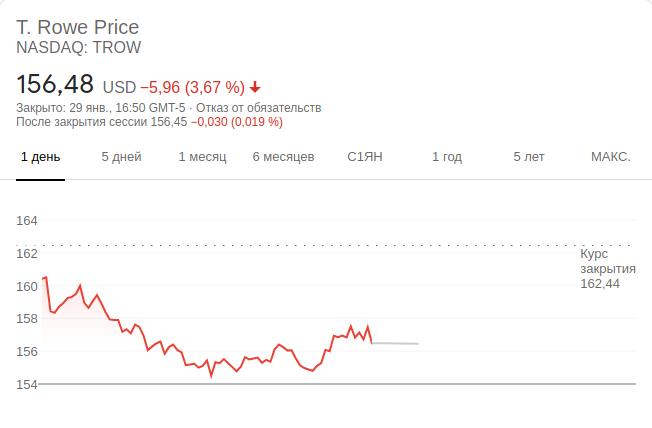 T. Rowe Price
NASDAQ: TROW
156,48 USD −5,96 (3,67 %)
Закрыто: 29 янв., 16:50 GMT-5 · Отказ от обязательств
После закрытия сессии 156,45 −0,030 (0,019 %)
1 день 5 дней 1 месяц 6 месяцев С1ЯН 1 год 5 лет МАКС.
164
162
160
158
156
154
Курс
закрытия
162,44